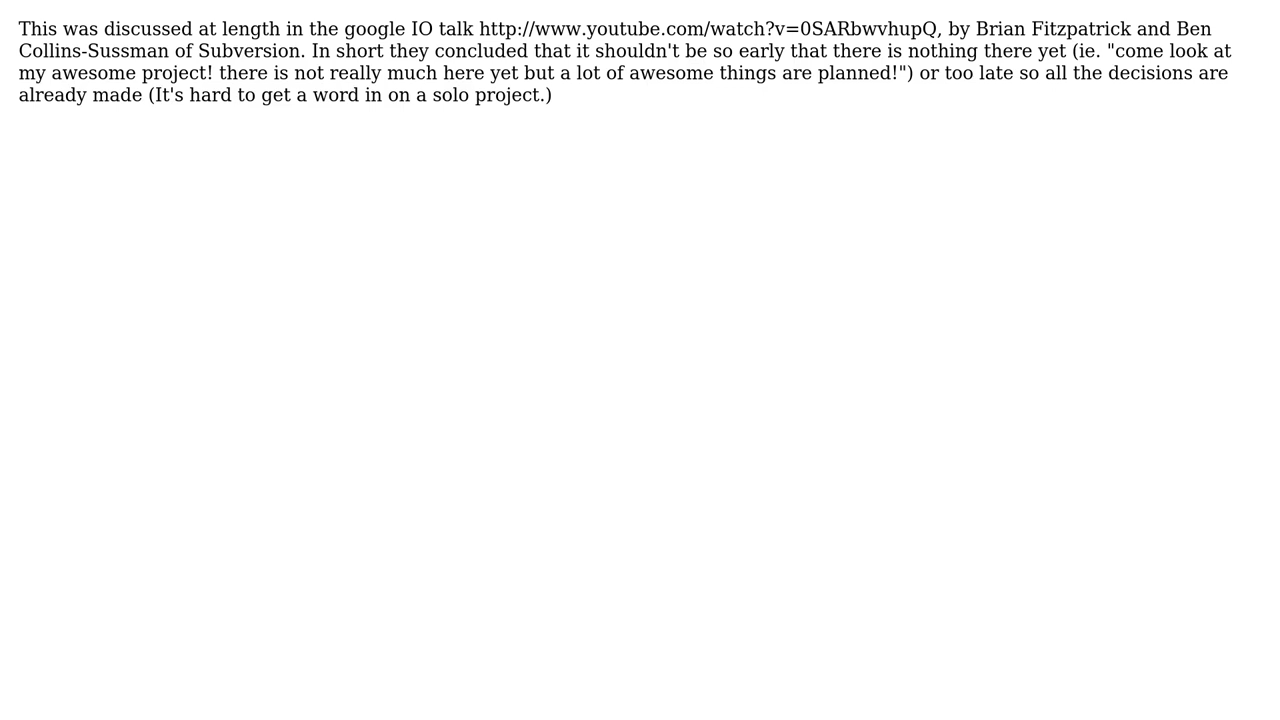 This was discussed at length in the google IO talk http://www.youtube.com/watch?v=0SARbwvhupQ, by Brian Fitzpatrick and Ben
Collins-Sussman of Subversion. In short they concluded that it shouldn't be so early that there is nothing there yet (ie. "come look at
my awesome project! there is not really much here yet but a lot of awesome things are planned!") or too late so all the decisions are
already made (It's hard to get a word in on a solo project.)